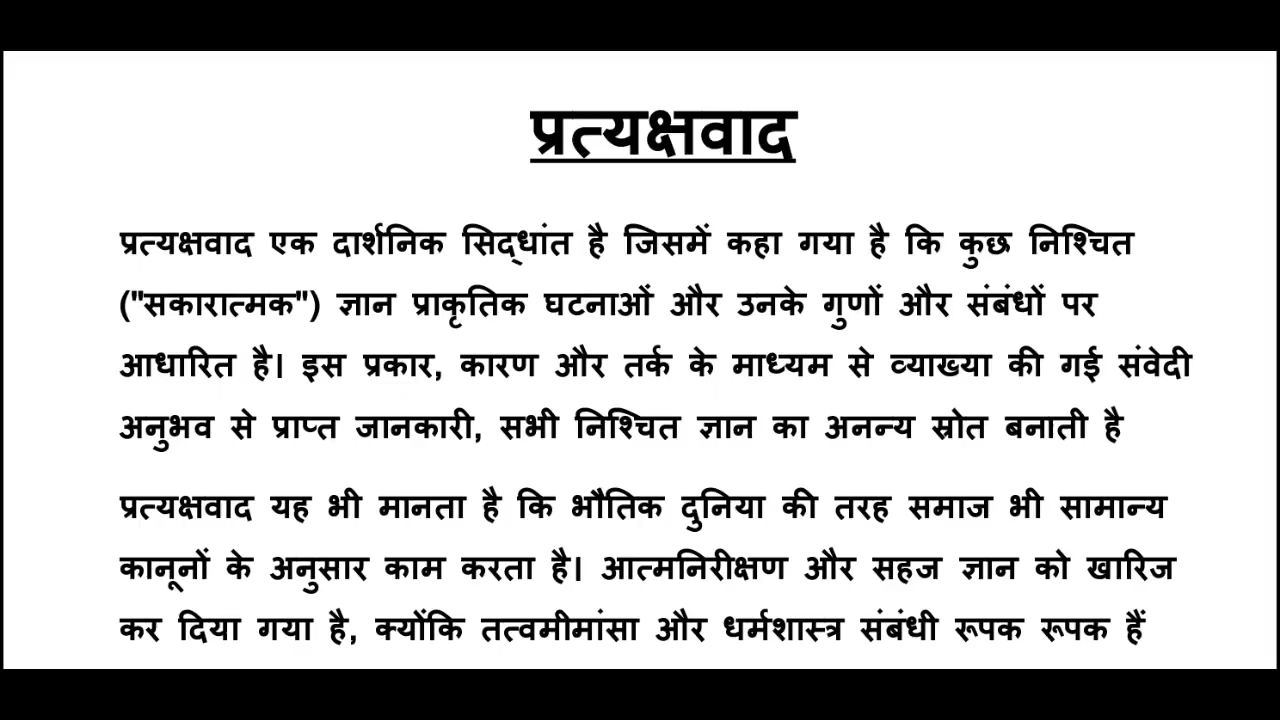 प्रत्यक्षवाद
प्रत्यक्षवाद एक दार्शनिक सिद्धांत है जिसमें कहा गया है कि कुछ निश्चित
("सकारात्मक") ज्ञान प्राकृतिक घटनाओं और उनके गुणों और संबंधों पर
आधारित है। इस प्रकार, कारण और तर्क के माध्यम से व्याख्या की गई संवेदी
अनुभव से प्राप्त जानकारी, सभी निश्चित ज्ञान का अनन्य स्रोत बनाती है
प्रत्यक्षवाद यह भी मानता है कि भौतिक दुनिया की तरह समाज भी सामान्य
कानूनों के अनुसार काम करता है। आत्मनिरीक्षण और सहज ज्ञान को खारिज
कर दिया गया है, क्योंकि तत्वमीमांसा और धर्मशास्त्र संबंधी रूपक रूपक हैं